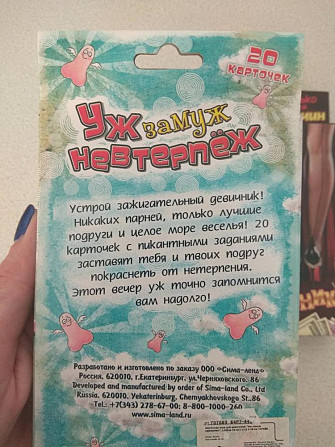 20
карточек
Уж замуж
невтерпёж
Устрой зажигательный девичник!
Никаких парней, только лучшие
подруги и целое море веселья! 20
карточек с пикантными заданиями
заставят тебя и твоих подруг
покраснеть от нетерпения.
Этот вечер уж точно запомнится
вам надолго!
Разработано и изготовлено по заказу ООО «Сима-ленд»
Россия, 620010, г.Екатеринбург, ул.Черняховского, 86
Developed and manufactured by order of Sima-land Co., Ltd
Russia, 620010, Yekaterinburg, Chernyakhovskogo St., 86
Тел.: +7(343) 278-67-00; 8-800-1000-260
www.sima-land.ru